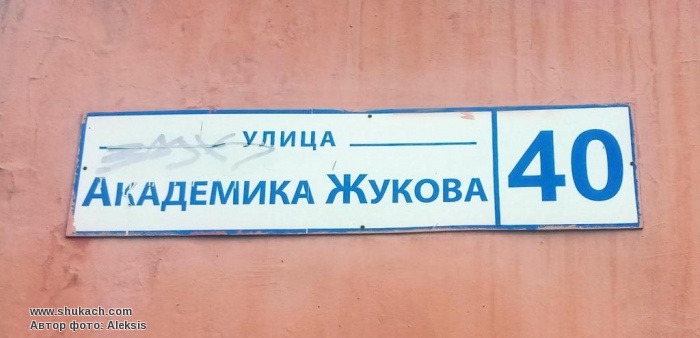 УЛИЦА
АКАДЕМИКА ЖУКОВА
40
www.shukach.com
Автор фото: Aleksis